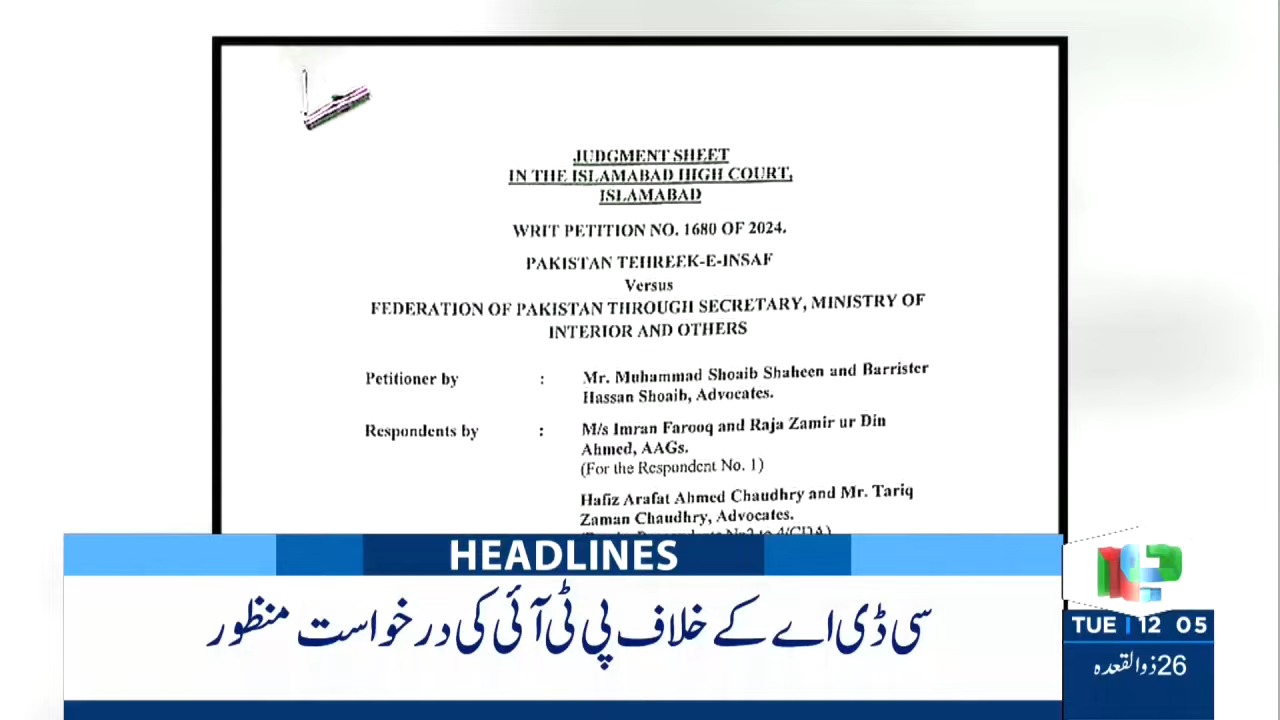 JUDGMENT SHEET
IN THE ISLAMABAD HIGH COURT,
ISLAMABAD
WRIT PETITION NO. 1680 OF 2024.
PAKISTAN TEHREEK-E-INSAF
Versus
FEDERATION OF PAKISTAN THROUGH SECRETARY, MINISTRY OF
INTERIOR AND OTHERS
Petitioner by : Mr. Muhammad Shoaib Shaheen and Barrister
Hassan Shoaib, Advocates.
Respondents by : M/s Imran Farooq and Raja Zamir ur Din
Ahmed, AAGs.
(For the Respondent No. 1)
Hafiz Arafat Ahmed Chaudhry and Mr. Tariq
Zaman Chaudhry, Advocates.
HEADLINES
سی ڈی اے کے خلاف پی ٹی آئی کی درخواست منظور
TUE 12 05
26 ذوالقعدہ